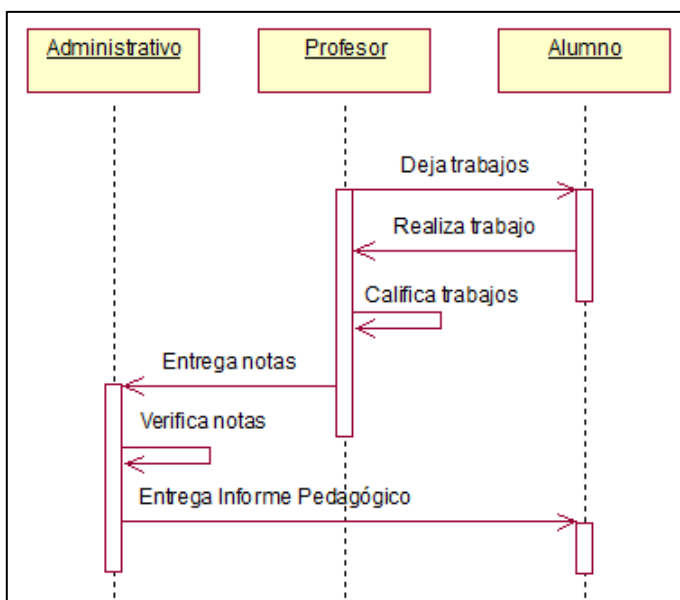 Administrativo
Profesor
Alumno
Deja trabajos
Realiza trabajo
Califica trabajos
Entrega notas
Verifica notas
Entrega Informe Pedagógico